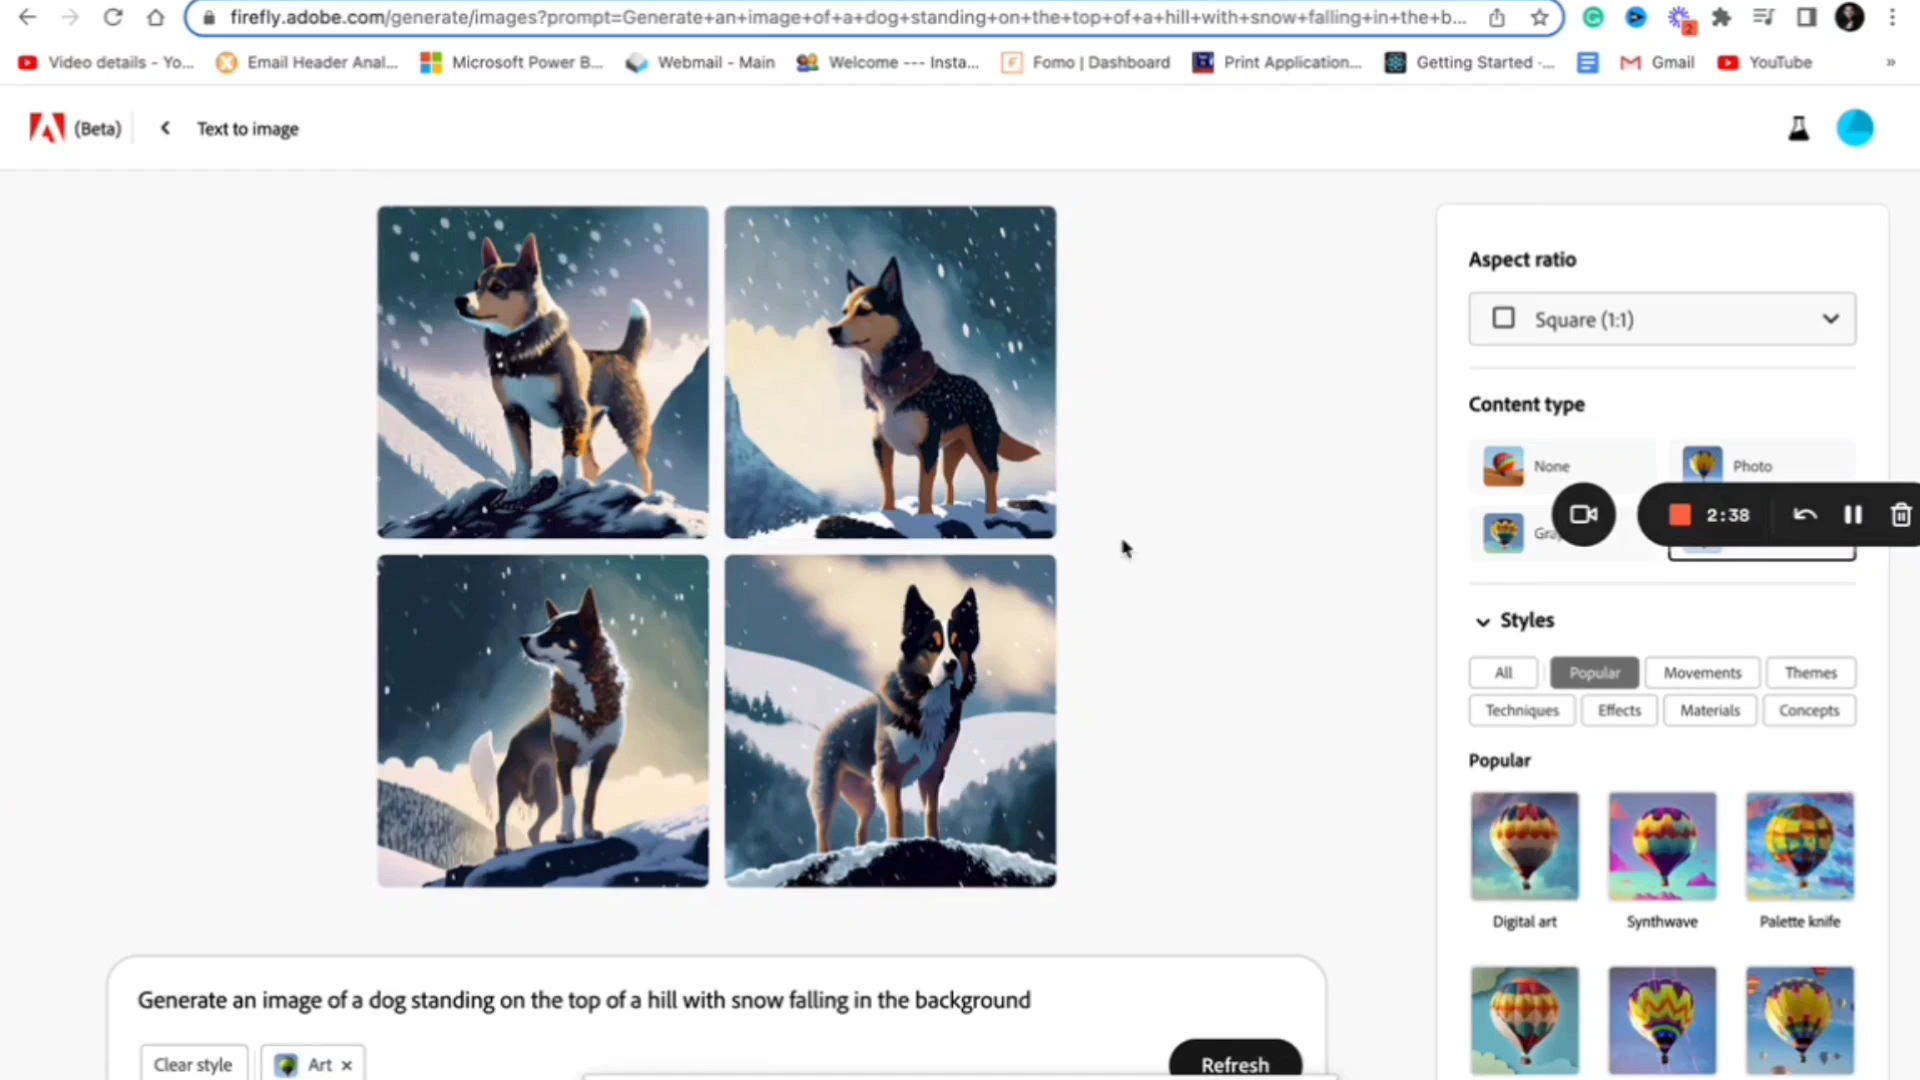 firefly.adobe.com/generate/images?prompt=Generate+an+image+of+a+dog+standing+on+the+top+of+a+hill+with+snow+falling+in+the+b...
2
Video details - Yo...
Email Header Anal...
Microsoft Power B...
Webmail - Main
Welcome --- Insta...
Fomo | Dashboard
Print Application...
Getting Started -...
Gmail
YouTube
»
(Beta)
Text to image
Aspect ratio
Square (1:1)
Content type
None
Photo
2:38
Styles
All
Popular
Movements
Themes
Techniques
Effects
Materials
Concepts
Popular
Digital art
Synthwave
Palette knife
Generate an image of a dog standing on the top of a hill with snow falling in the background
Clear style
Art ×
Refresh